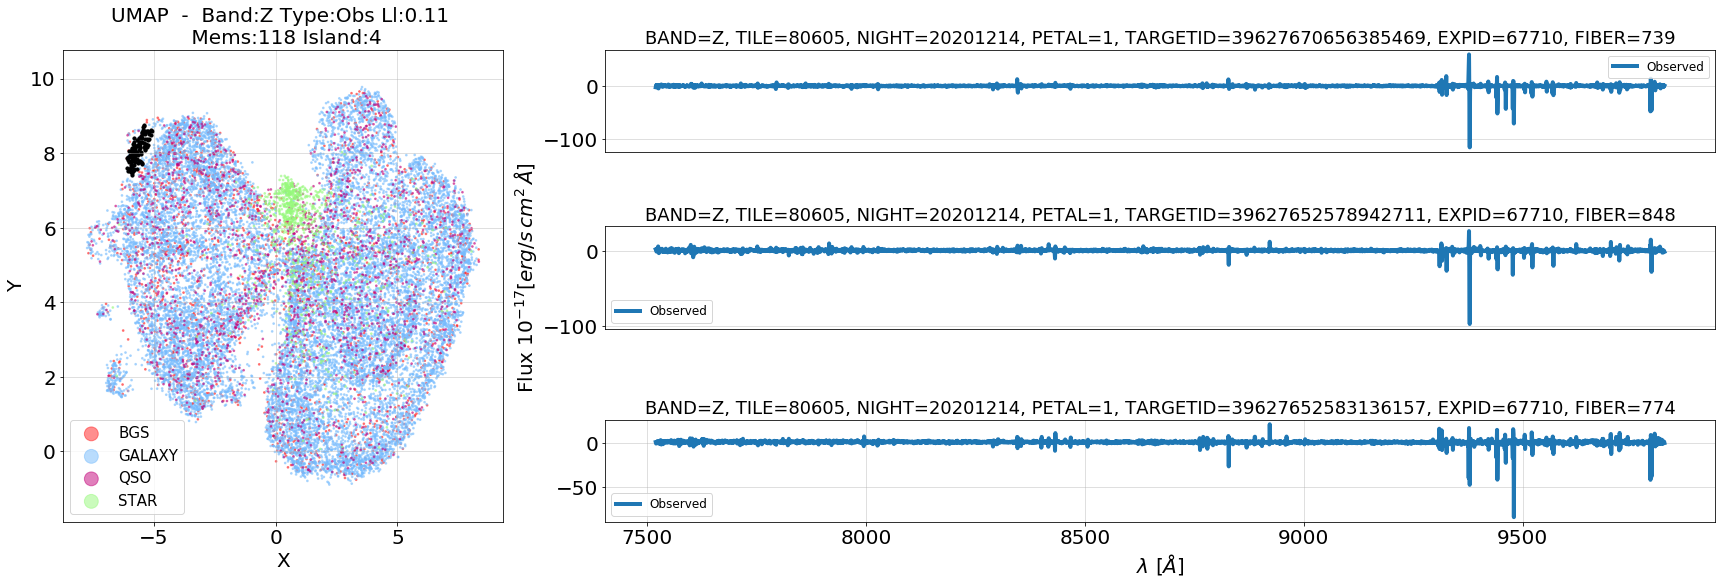 UMAP  -  Band:Z Type:Obs Ll:0.11
Mems:118 Island:4
10
8
6
4
2
0
Y
−5
0
5
X
BGS
GALAXY
QSO
STAR
Flux 10⁻¹⁷[erg/s cm² Å]
BAND=Z, TILE=80605, NIGHT=20201214, PETAL=1, TARGETID=39627670656385469, EXPID=67710, FIBER=739
0
−100
Observed
BAND=Z, TILE=80605, NIGHT=20201214, PETAL=1, TARGETID=39627652578942711, EXPID=67710, FIBER=848
0
−100
Observed
BAND=Z, TILE=80605, NIGHT=20201214, PETAL=1, TARGETID=39627652583136157, EXPID=67710, FIBER=774
0
−50
Observed
7500
8000
8500
9000
9500
λ [Å]